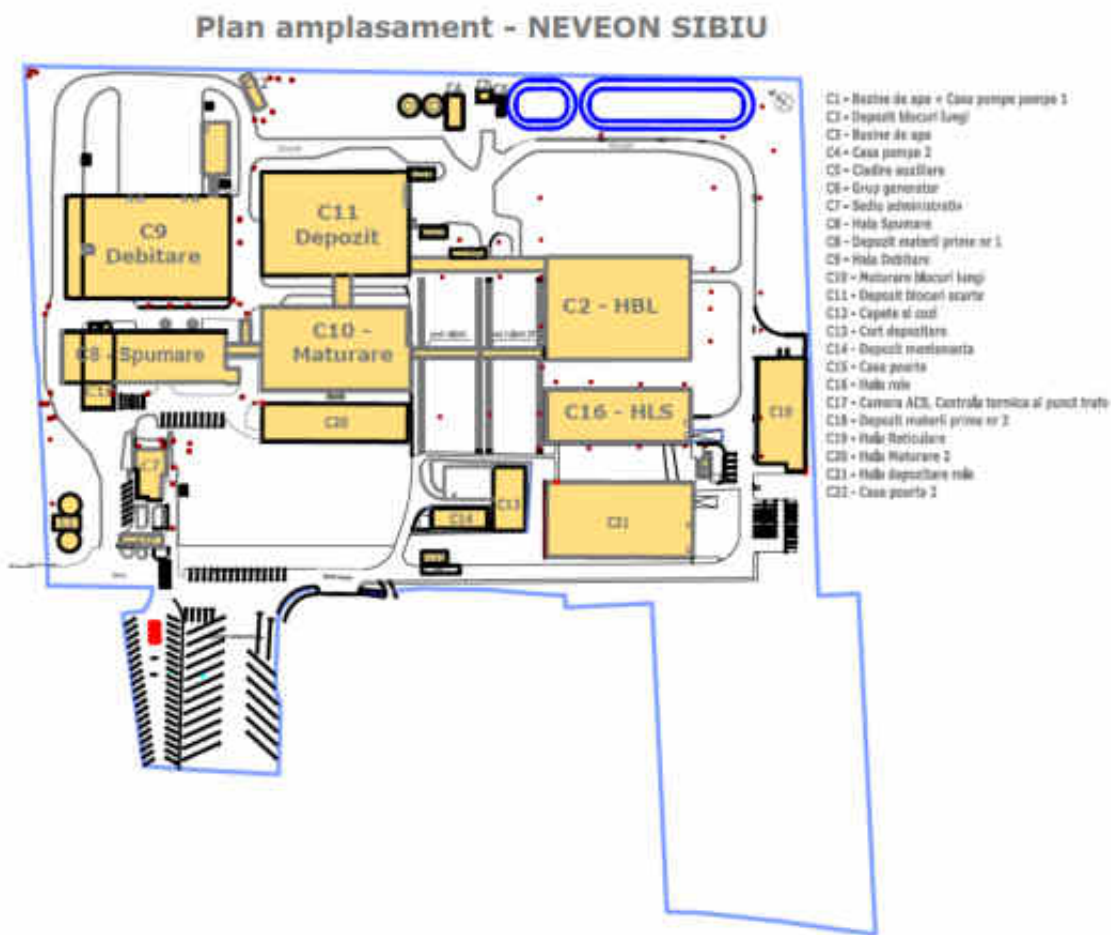 Plan amplasament - NEVEON SIBIU
C1 - Bazine de apa + Casa pompe pompe 1
C2 - Depozit blocuri lungi
C3 - Bazine de apa
C4 - Casa pompe 2
C5 - Cladire auxiliare
C6 - Grup generator
C7 - Sediu administrativ
C8 - Hala Spumare
C8 - Depozit materii prime nr 1
C9 - Hala Debitare
C10 - Maturare blocuri lungi
C11 - Depozit blocuri scurte
C12 - Capete si cozi
C13 - Cort depozitare
C14 - Depozit mentenanta
C15 - Casa poarta
C16 - Hala role
C17 - Camera ACS, Centrala termica si punct trafo
C18 - Depozit materii prime nr 2
C19 - Hala Reticulare
C20 - Hala Maturare 2
C21 - Hala depozitare role
C22 - Casa poarta 2
C4
C11
Depozit
C9
Debitare
C2 - HBL
C10 -
Maturare
C8 - Spumare
C16 - HLS
C19
C20
C7
C13
C14
C21